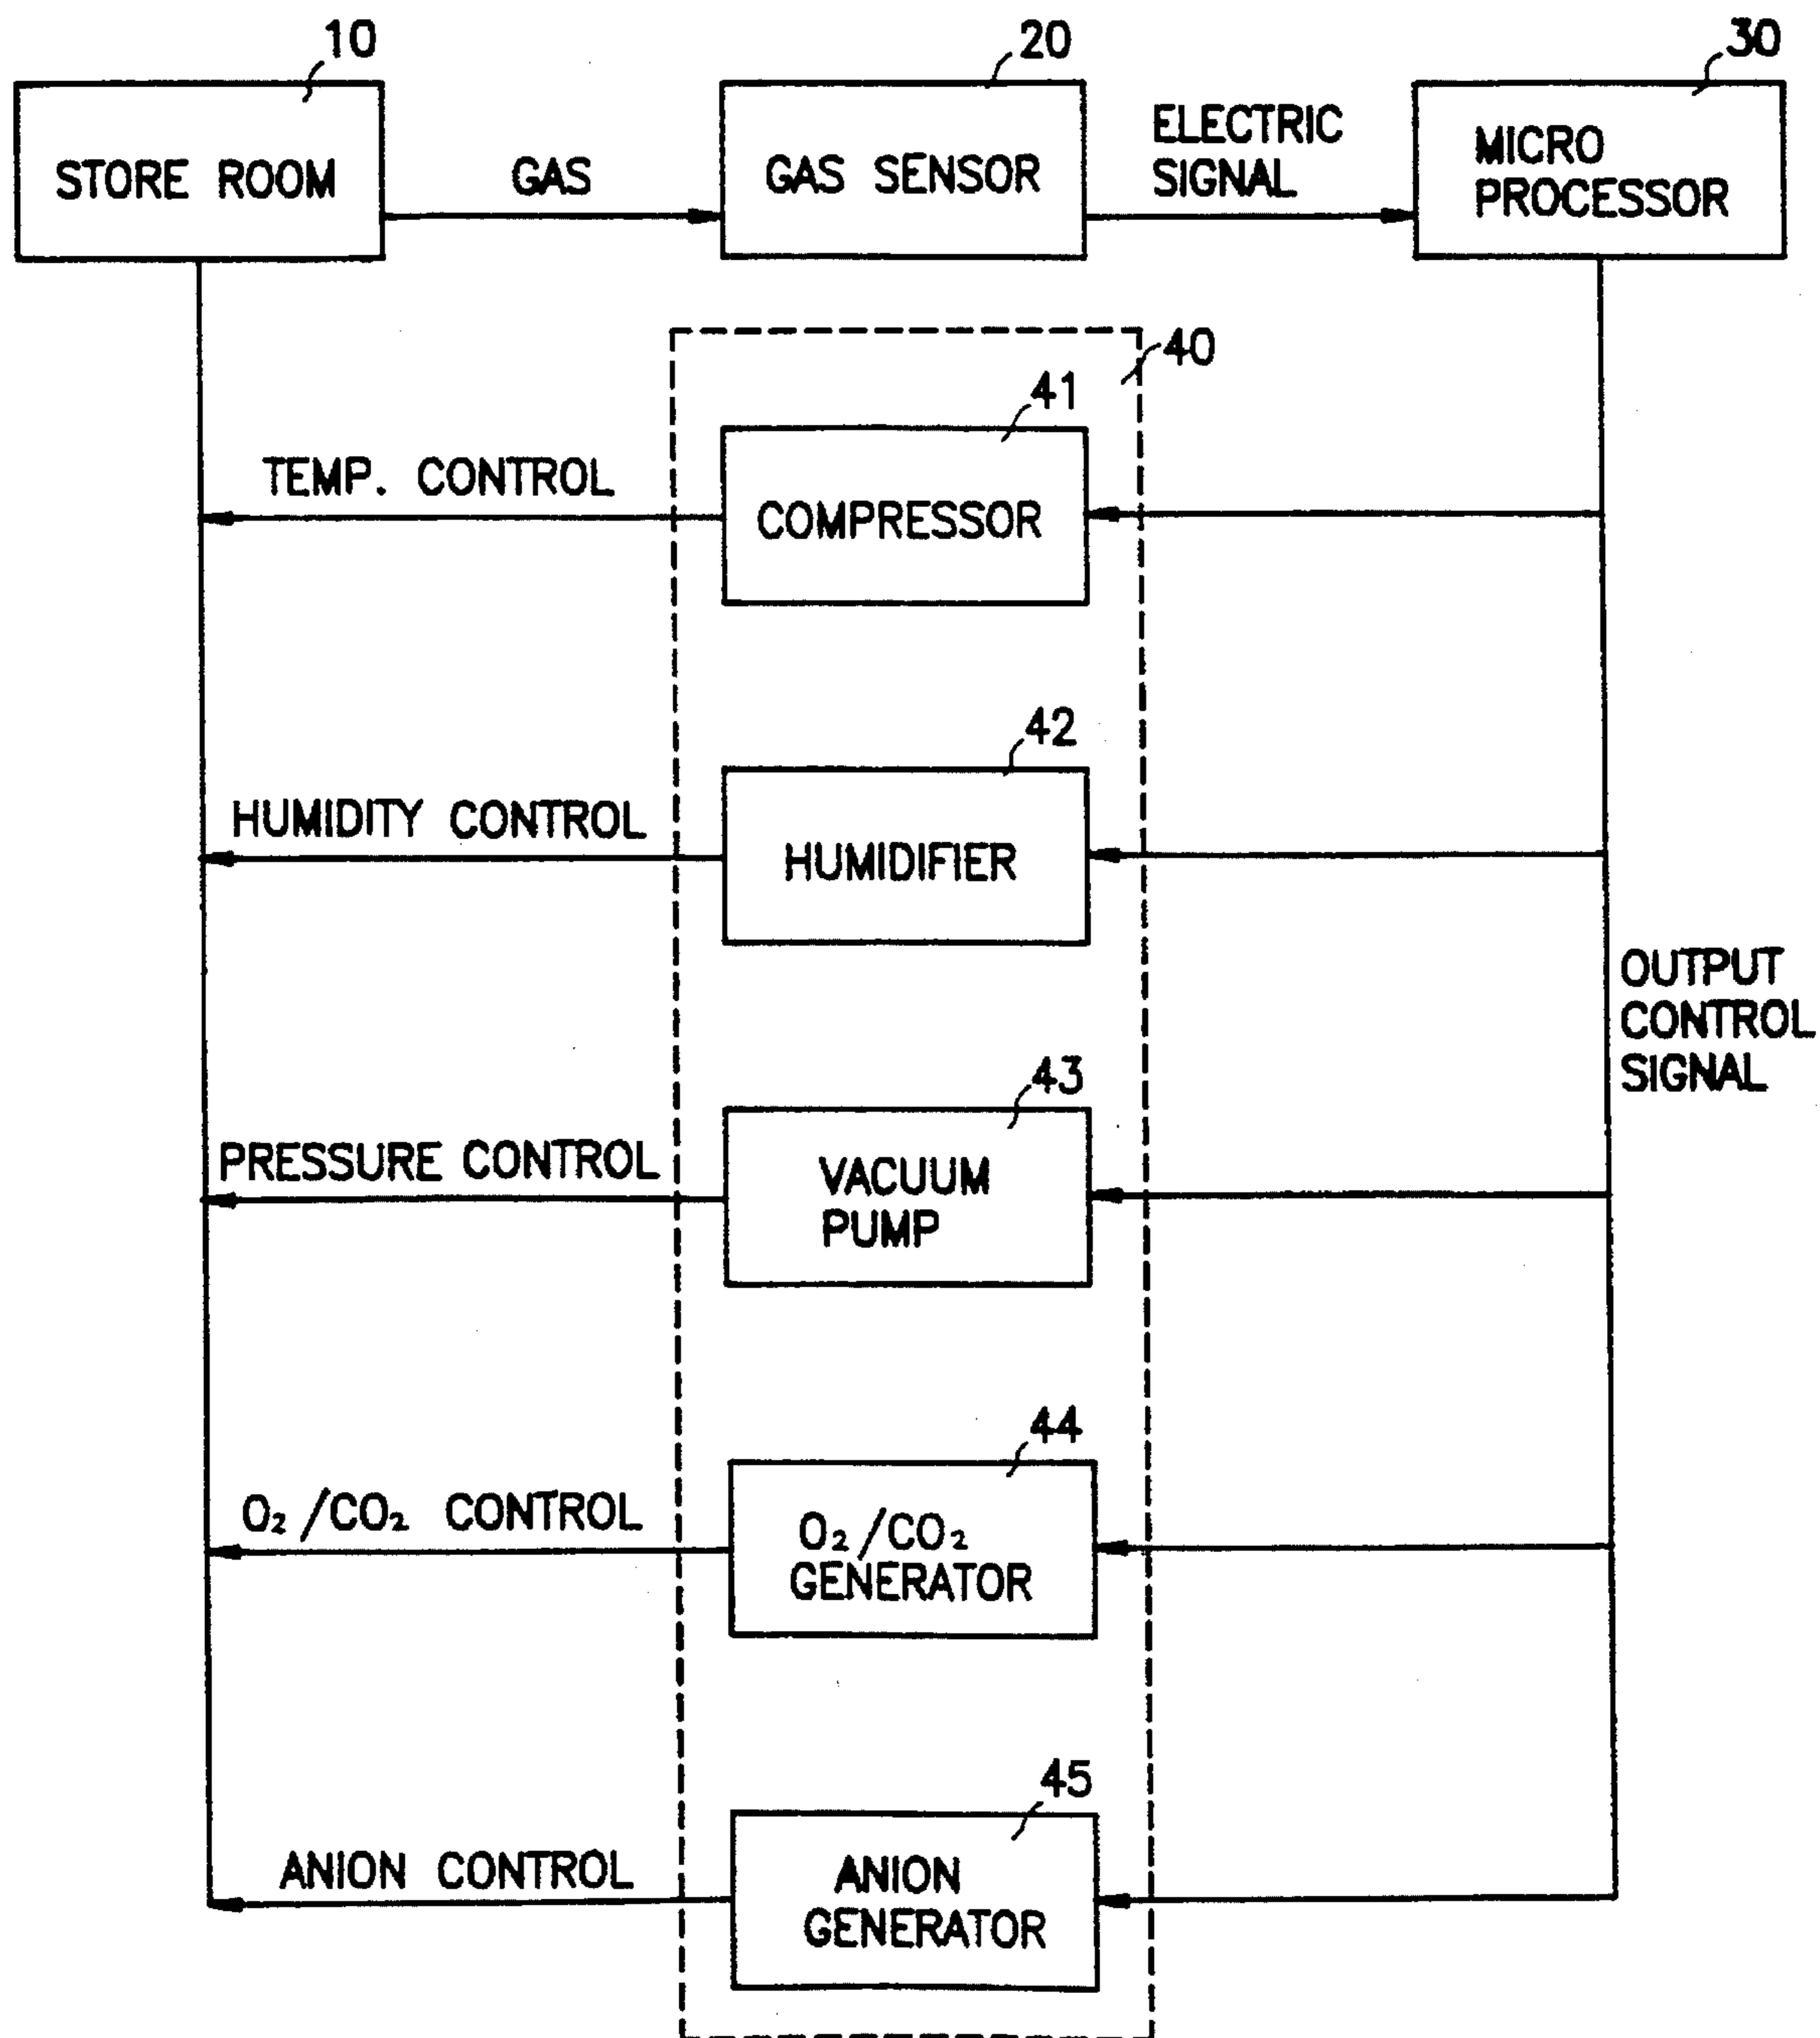 10
20
30
STORE ROOM
GAS
GAS SENSOR
ELECTRIC
SIGNAL
MICRO
PROCESSOR
40
41
TEMP. CONTROL
COMPRESSOR
42
HUMIDITY CONTROL
HUMIDIFIER
OUTPUT
CONTROL
SIGNAL
43
PRESSURE CONTROL
VACUUM
PUMP
44
O₂/CO₂ CONTROL
O₂/CO₂
GENERATOR
45
ANION CONTROL
ANION
GENERATOR